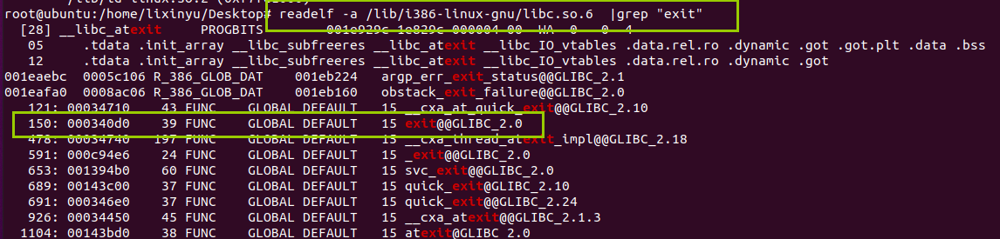 root@ubuntu:/home/lixinyu/Desktop# readelf -a /lib/i386-linux-gnu/libc.so.6  |grep "exit"
  [28] __libc_atexit     PROGBITS        001e929c 1e829c 000004 00  WA  0   0  4
   05     .tdata .init_array __libc_subfreeres __libc_atexit __libc_IO_vtables .data.rel.ro .dynamic .got .got.plt .data .bss
   12     .tdata .init_array __libc_subfreeres __libc_atexit __libc_IO_vtables .data.rel.ro .dynamic .got
001eaebc  0005c106 R_386_GLOB_DAT    001eb224   argp_err_exit_status@@GLIBC_2.1
001eafa0  0008ac06 R_386_GLOB_DAT    001eb160   obstack_exit_failure@@GLIBC_2.0
   121: 00034710    43 FUNC    GLOBAL DEFAULT   15 __cxa_at_quick_exit@@GLIBC_2.10
   150: 000340d0    39 FUNC    GLOBAL DEFAULT   15 exit@@GLIBC_2.0
   478: 00034740   197 FUNC    GLOBAL DEFAULT   15 __cxa_thread_atexit_impl@@GLIBC_2.18
   591: 000c94e6    24 FUNC    GLOBAL DEFAULT   15 _exit@@GLIBC_2.0
   653: 001394b0    60 FUNC    GLOBAL DEFAULT   15 svc_exit@@GLIBC_2.0
   689: 00143c00    37 FUNC    GLOBAL DEFAULT   15 quick_exit@GLIBC_2.10
   691: 000346e0    37 FUNC    GLOBAL DEFAULT   15 quick_exit@@GLIBC_2.24
   926: 00034450    45 FUNC    GLOBAL DEFAULT   15 __cxa_atexit@@GLIBC_2.1.3
  1104: 00143bd0    38 FUNC    GLOBAL DEFAULT   15 atexit@GLIBC_2.0